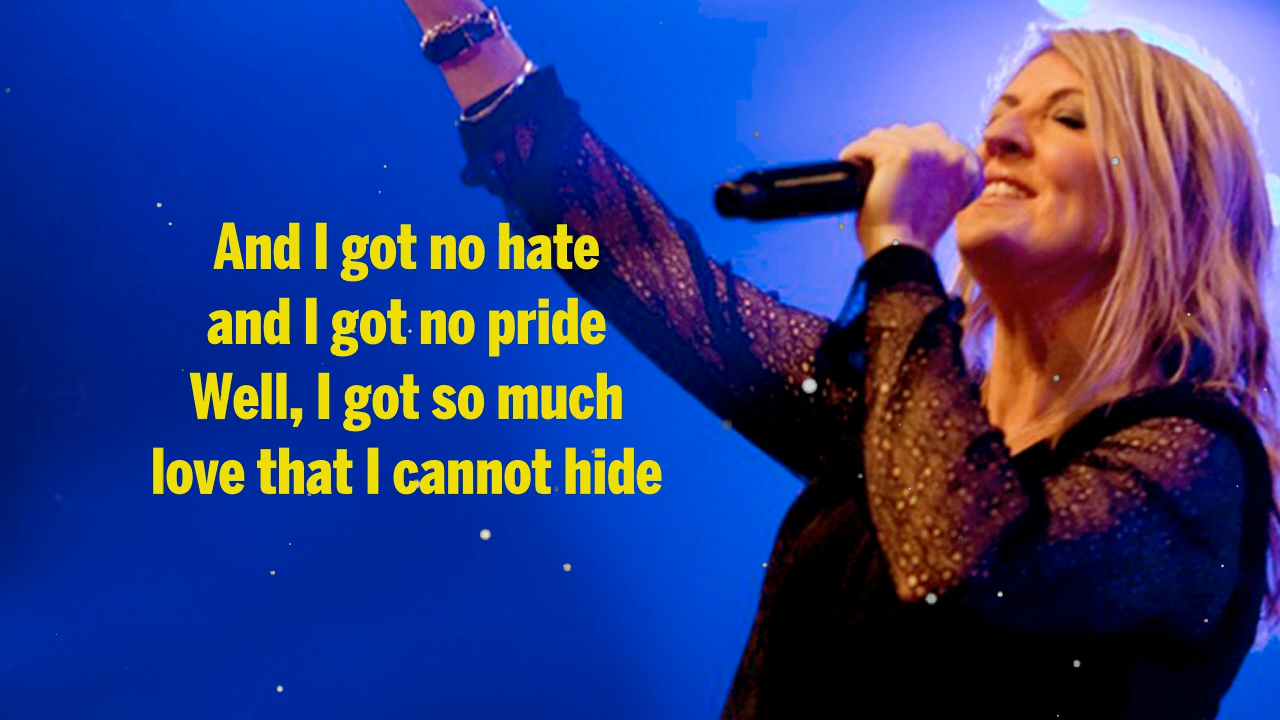 And I got no hate
and I got no pride
Well, I got so much
love that I cannot hide